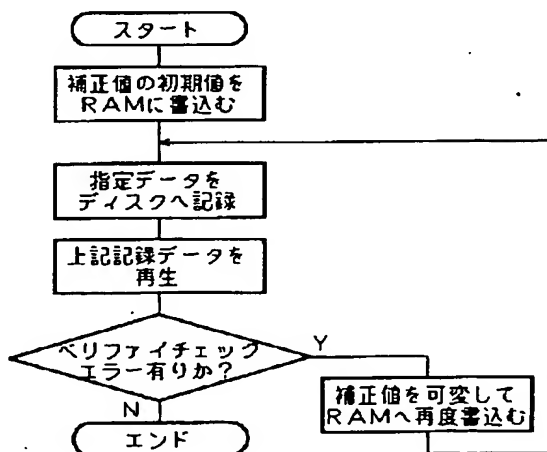 スタート
補正値の初期値を
RAMに書込む
指定データを
ディスクへ記録
上記記録データを
再生
ベリファイチェック
エラー有りか?
Y
N
補正値を可変して
RAMへ再度書込む
エンド